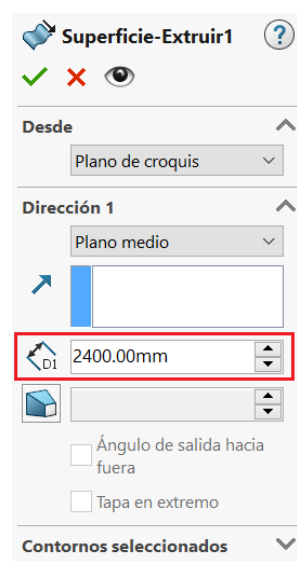 Superficie-Extruir1
?
Desde
Plano de croquis
Dirección 1
Plano medio
D1
2400.00mm
Ángulo de salida hacia
fuera
Tapa en extremo
Contornos seleccionados